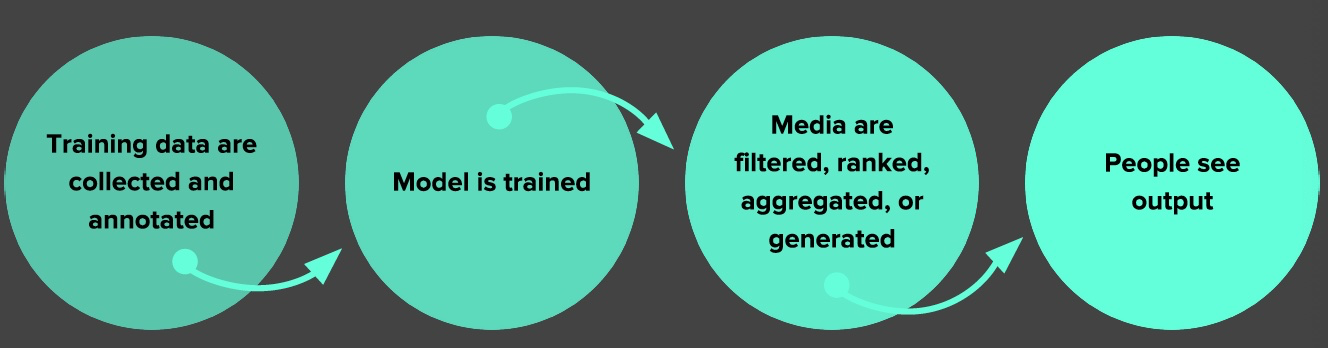 Training data are
collected and
annotated
Model is trained
Media are
filtered, ranked,
aggregated, or
generated
People see
output